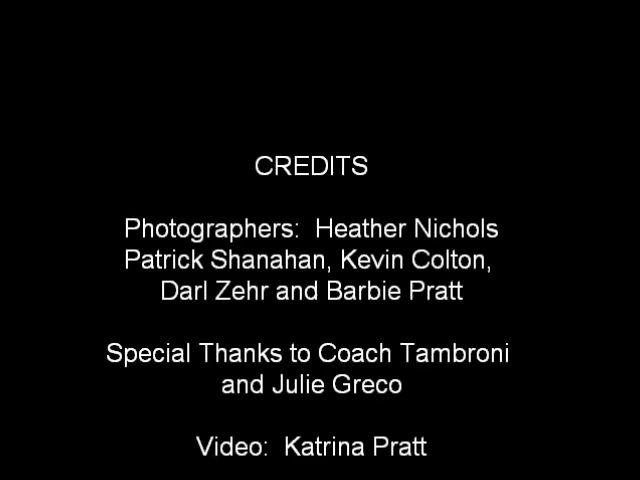 CREDITS
Photographers:  Heather Nichols
Patrick Shanahan, Kevin Colton,
Darl Zehr and Barbie Pratt
Special Thanks to Coach Tambroni
and Julie Greco
Video:  Katrina Pratt